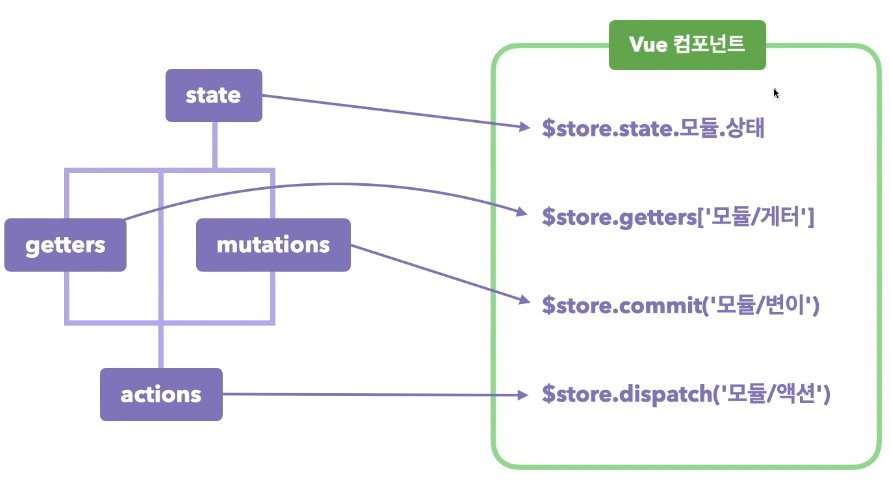 Vue 컴포넌트
state
$store.state.모듈.상태
getters
mutations
$store.getters['모듈/게터']
$store.commit('모듈/변이')
actions
$store.dispatch('모듈/액션')